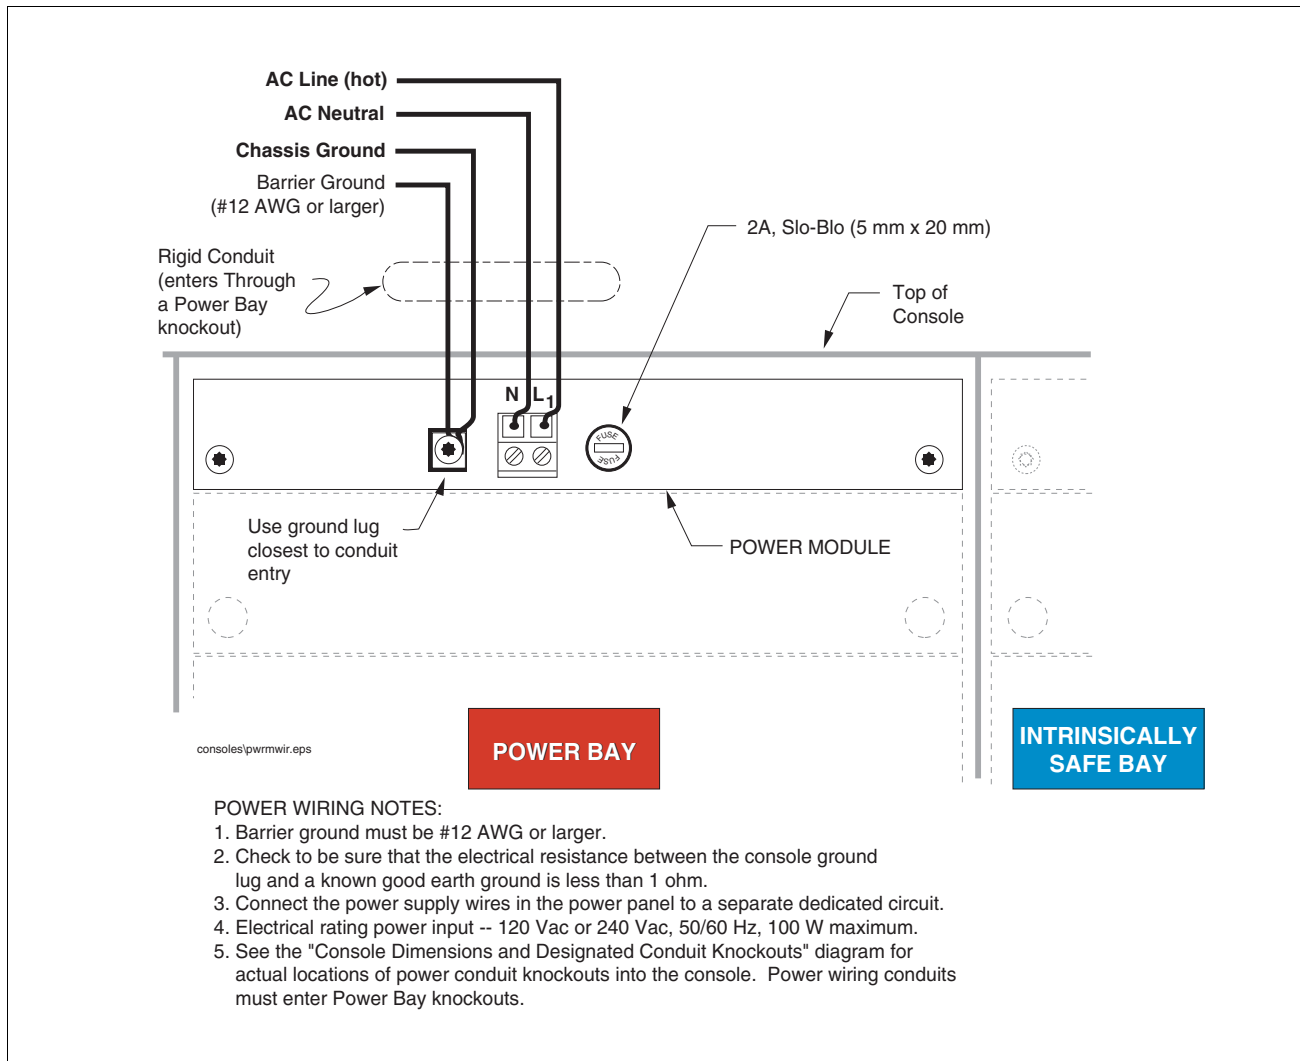 AC Line (hot)
AC Neutral
Chassis Ground
Barrier Ground
(#12 AWG or larger)
2A, Slo-Blo (5 mm x 20 mm)
Rigid Conduit
(enters Through
a Power Bay
knockout)
Top of
Console
N L1
FUSE
FUSE
Use ground lug
closest to conduit
entry
POWER MODULE
consoles\pwrmwir.eps
POWER BAY
INTRINSICALLY
SAFE BAY
POWER WIRING NOTES:
1. Barrier ground must be #12 AWG or larger.
2. Check to be sure that the electrical resistance between the console ground
lug and a known good earth ground is less than 1 ohm.
3. Connect the power supply wires in the power panel to a separate dedicated circuit.
4. Electrical rating power input -- 120 Vac or 240 Vac, 50/60 Hz, 100 W maximum.
5. See the "Console Dimensions and Designated Conduit Knockouts" diagram for
actual locations of power conduit knockouts into the console.  Power wiring conduits
must enter Power Bay knockouts.